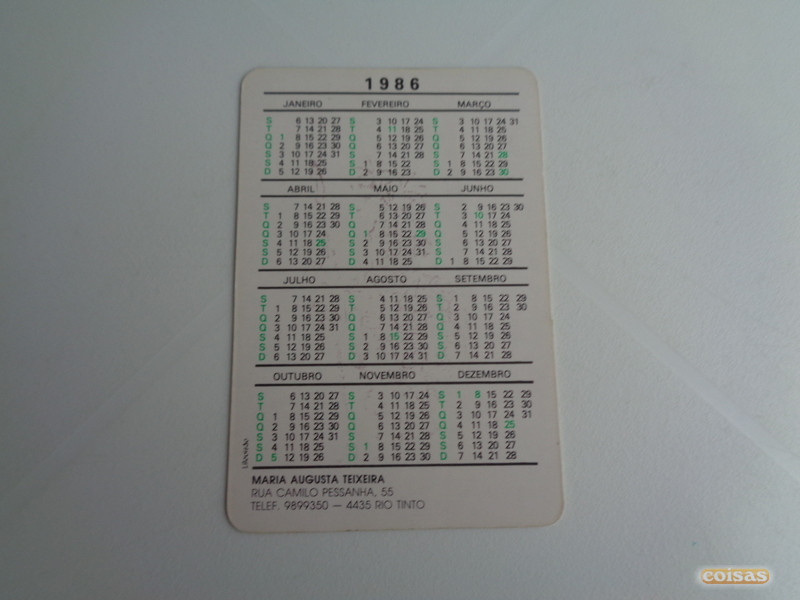 1986
JANEIRO FEVEREIRO MARÇO
S 6 13 20 27 S 3 10 17 24 S 3 10 17 24 31
T 7 14 21 28 T 4 11 18 25 T 4 11 18 25
Q 1 8 15 22 29 Q 5 12 19 26 Q 5 12 19 26
Q 2 9 16 23 30 Q 6 13 20 27 Q 6 13 20 27
S 3 10 17 24 31 S 7 14 21 28 S 7 14 21 28
S 4 11 18 25 S 1 8 15 22 S 1 8 15 22 29
D 5 12 19 26 D 2 9 16 23 D 2 9 16 23 30
ABRIL MAIO JUNHO
S 7 14 21 28 S 5 12 19 26 S 2 9 16 23 30
T 1 8 15 22 29 T 6 13 20 27 T 3 10 17 24
Q 2 9 16 23 30 Q 7 14 21 28 Q 4 11 18 25
Q 3 10 17 24 Q 1 8 15 22 29 Q 5 12 19 26
S 4 11 18 25 S 2 9 16 23 30 S 6 13 20 27
S 5 12 19 26 S 3 10 17 24 31 S 7 14 21 28
D 6 13 20 27 D 4 11 18 25 D 1 8 15 22 29
JULHO AGOSTO SETEMBRO
S 7 14 21 28 S 4 11 18 25 S 1 8 15 22 29
T 1 8 15 22 29 T 5 12 19 26 T 2 9 16 23 30
Q 2 9 16 23 30 Q 6 13 20 27 Q 3 10 17 24
Q 3 10 17 24 31 Q 7 14 21 28 Q 4 11 18 25
S 4 11 18 25 S 1 8 15 22 29 S 5 12 19 26
S 5 12 19 26 S 2 9 16 23 30 S 6 13 20 27
D 6 13 20 27 D 3 10 17 24 31 D 7 14 21 28
OUTUBRO NOVEMBRO DEZEMBRO
S 6 13 20 27 S 3 10 17 24 S 1 8 15 22 29
T 7 14 21 28 T 4 11 18 25 T 2 9 16 23 30
Q 1 8 15 22 29 Q 5 12 19 26 Q 3 10 17 24 31
Q 2 9 16 23 30 Q 6 13 20 27 Q 4 11 18 25
S 3 10 17 24 31 S 7 14 21 28 S 5 12 19 26
S 4 11 18 25 S 1 8 15 22 29 S 6 13 20 27
D 5 12 19 26 D 2 9 16 23 30 D 7 14 21 28
MARIA AUGUSTA TEIXEIRA
RUA CAMILO PESSANHA, 55
TELEF. 9899350 — 4435 RIO TINTO
coisas